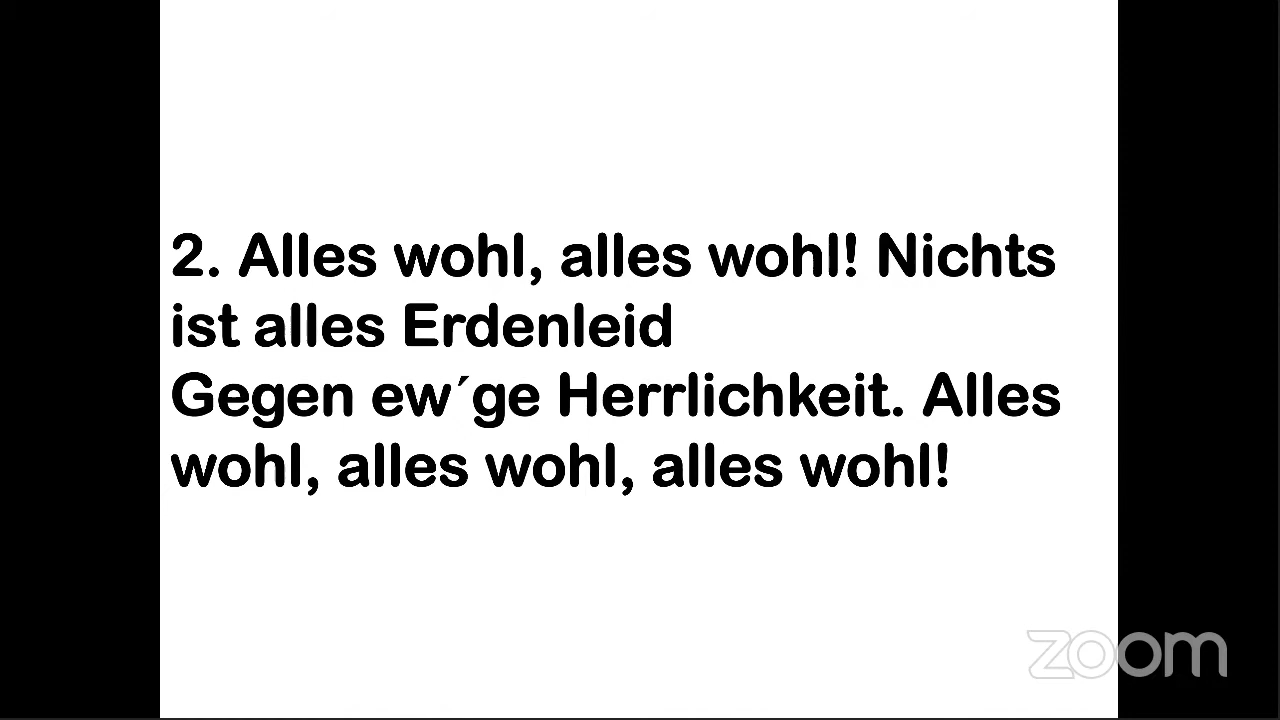 2. Alles wohl, alles wohl! Nichts
ist alles Erdenleid
Gegen ew´ge Herrlichkeit. Alles
wohl, alles wohl, alles wohl!
zoom